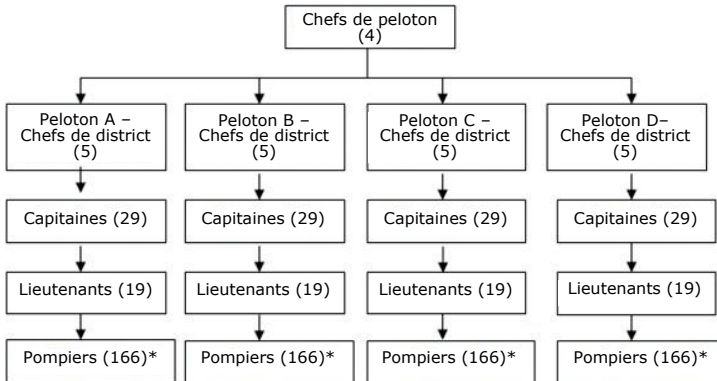 Chefs de peloton
(4)
Peloton A –
Chefs de district
(5)
Peloton B –
Chefs de district
(5)
Peloton C –
Chefs de district
(5)
Peloton D–
Chefs de district
(5)
Capitaines (29)
Capitaines (29)
Capitaines (29)
Capitaines (29)
Lieutenants (19)
Lieutenants (19)
Lieutenants (19)
Lieutenants (19)
Pompiers (166)*
Pompiers (166)*
Pompiers (166)*
Pompiers (166)*